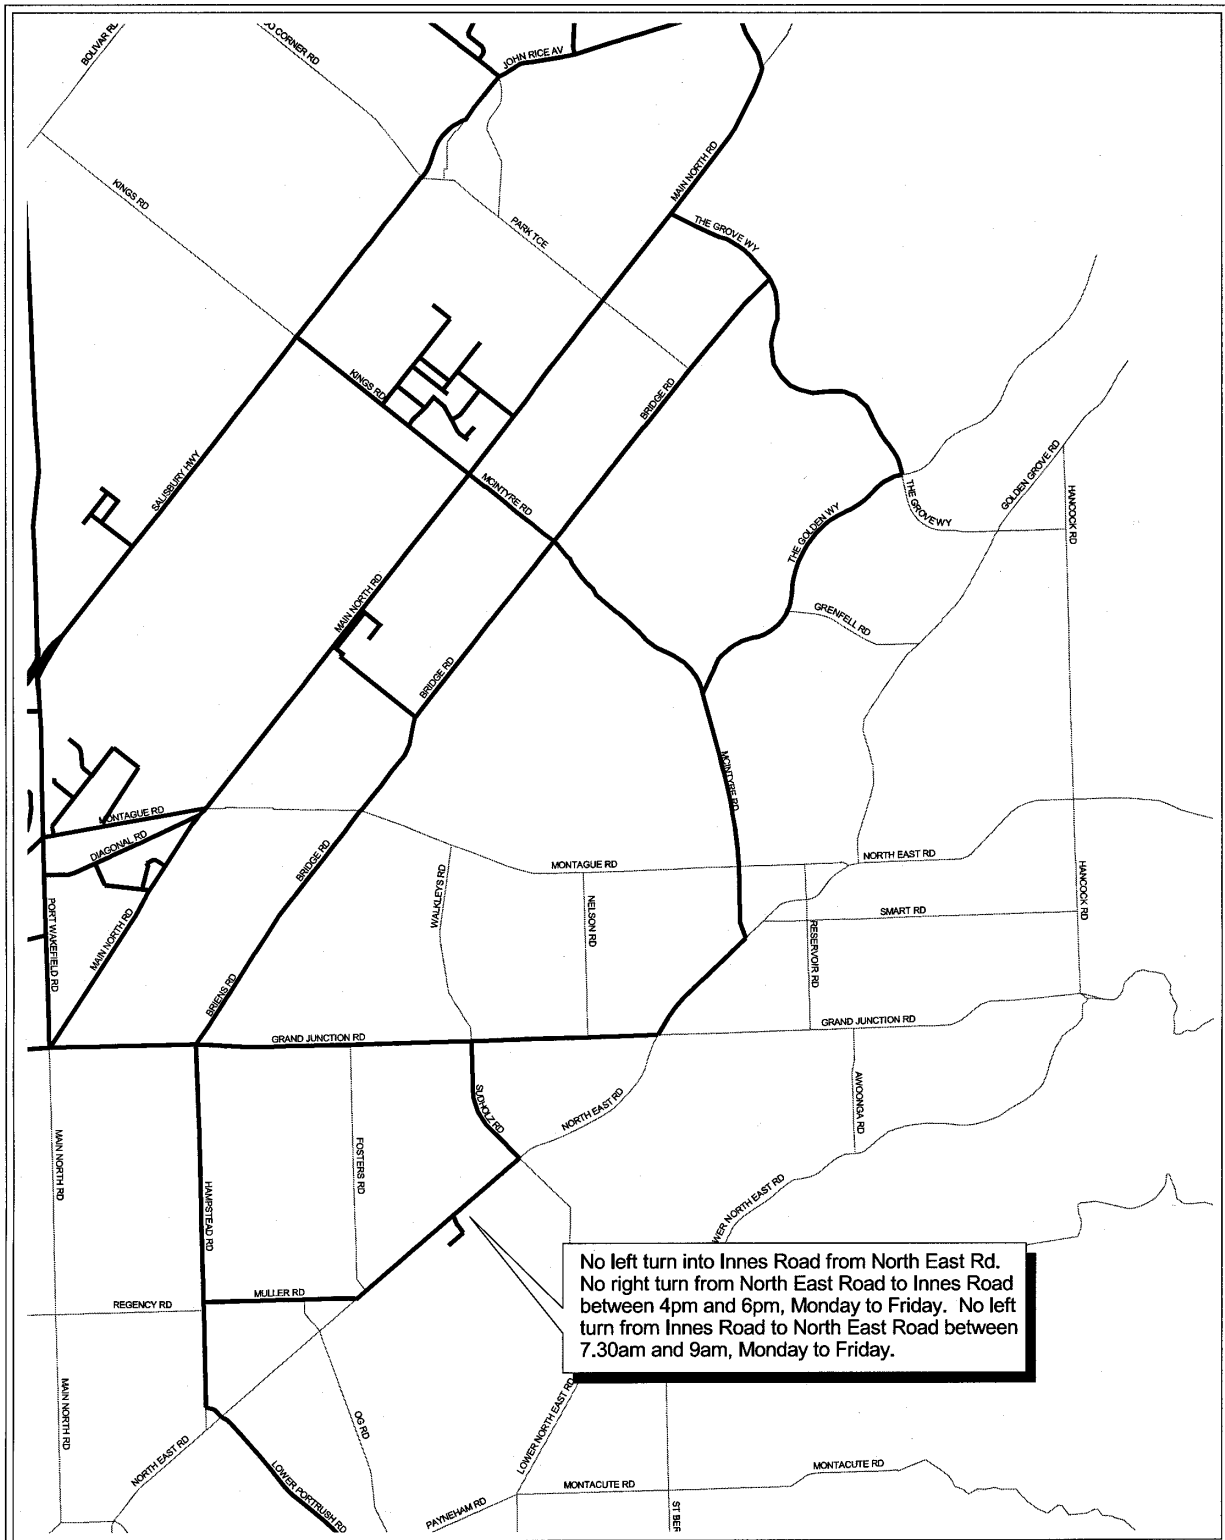 BOLIVAR RD
CORNER RD
JOHN RICE AV
MAIN NORTH RD
KINGS RD
PARK TCE
THE GROVE WY
KINGS RD
BRIDGE RD
SALISBURY HWY
MCINTYRE RD
GOLDEN GROVE RD
THE GROVE WY
HANCOCK RD
THE GOLDEN WY
MAIN NORTH RD
GRENFELL RD
BRIDGE RD
MCINTYRE RD
MONTAGUE RD
DIAGONAL RD
BRIDGE RD
MONTAGUE RD
NORTH EAST RD
WALKLEYS RD
NELSON RD
HANCOCK RD
SMART RD
PORT WAKEFIELD RD
MAIN NORTH RD
RESERVOIR RD
BRIENS RD
GRAND JUNCTION RD
GRAND JUNCTION RD
SUDHOLZ RD
NORTH EAST RD
AWOONGA RD
MAIN NORTH RD
FOSTERS RD
HAMPSTEAD RD
WER NORTH EAST RD
No left turn into Innes Road from North East Rd.
No right turn from North East Road to Innes Road
between 4pm and 6pm, Monday to Friday. No left
turn from Innes Road to North East Road between
7.30am and 9am, Monday to Friday.
MULLER RD
REGENCY RD
MAIN NORTH RD
OG RD
LOWER NORTH EAST RD
NORTH EAST RD
LOWER PORTRUSH RD
MONTACUTE RD
MONTACUTE RD
PAYNEHAM RD
ST BER